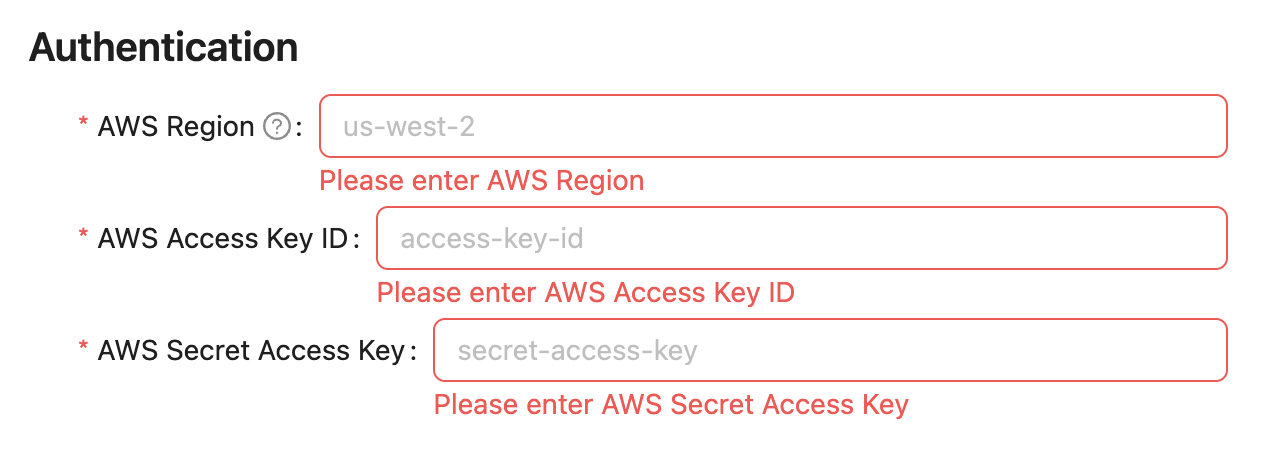 Authentication
* AWS Region ? : us-west-2
Please enter AWS Region
* AWS Access Key ID : access-key-id
Please enter AWS Access Key ID
* AWS Secret Access Key : secret-access-key
Please enter AWS Secret Access Key